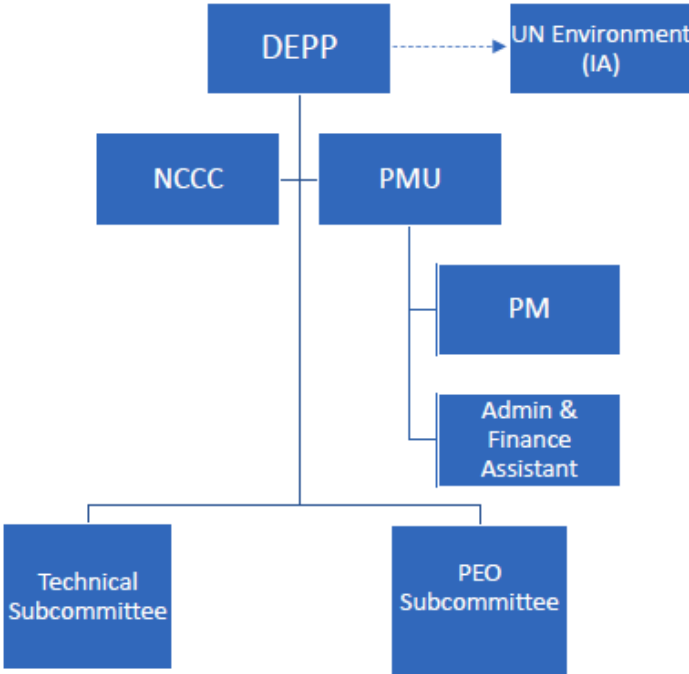 DEPP
UN Environment
(IA)
NCCC
PMU
PM
Admin &
Finance
Assistant
Technical
Subcommittee
PEO
Subcommittee